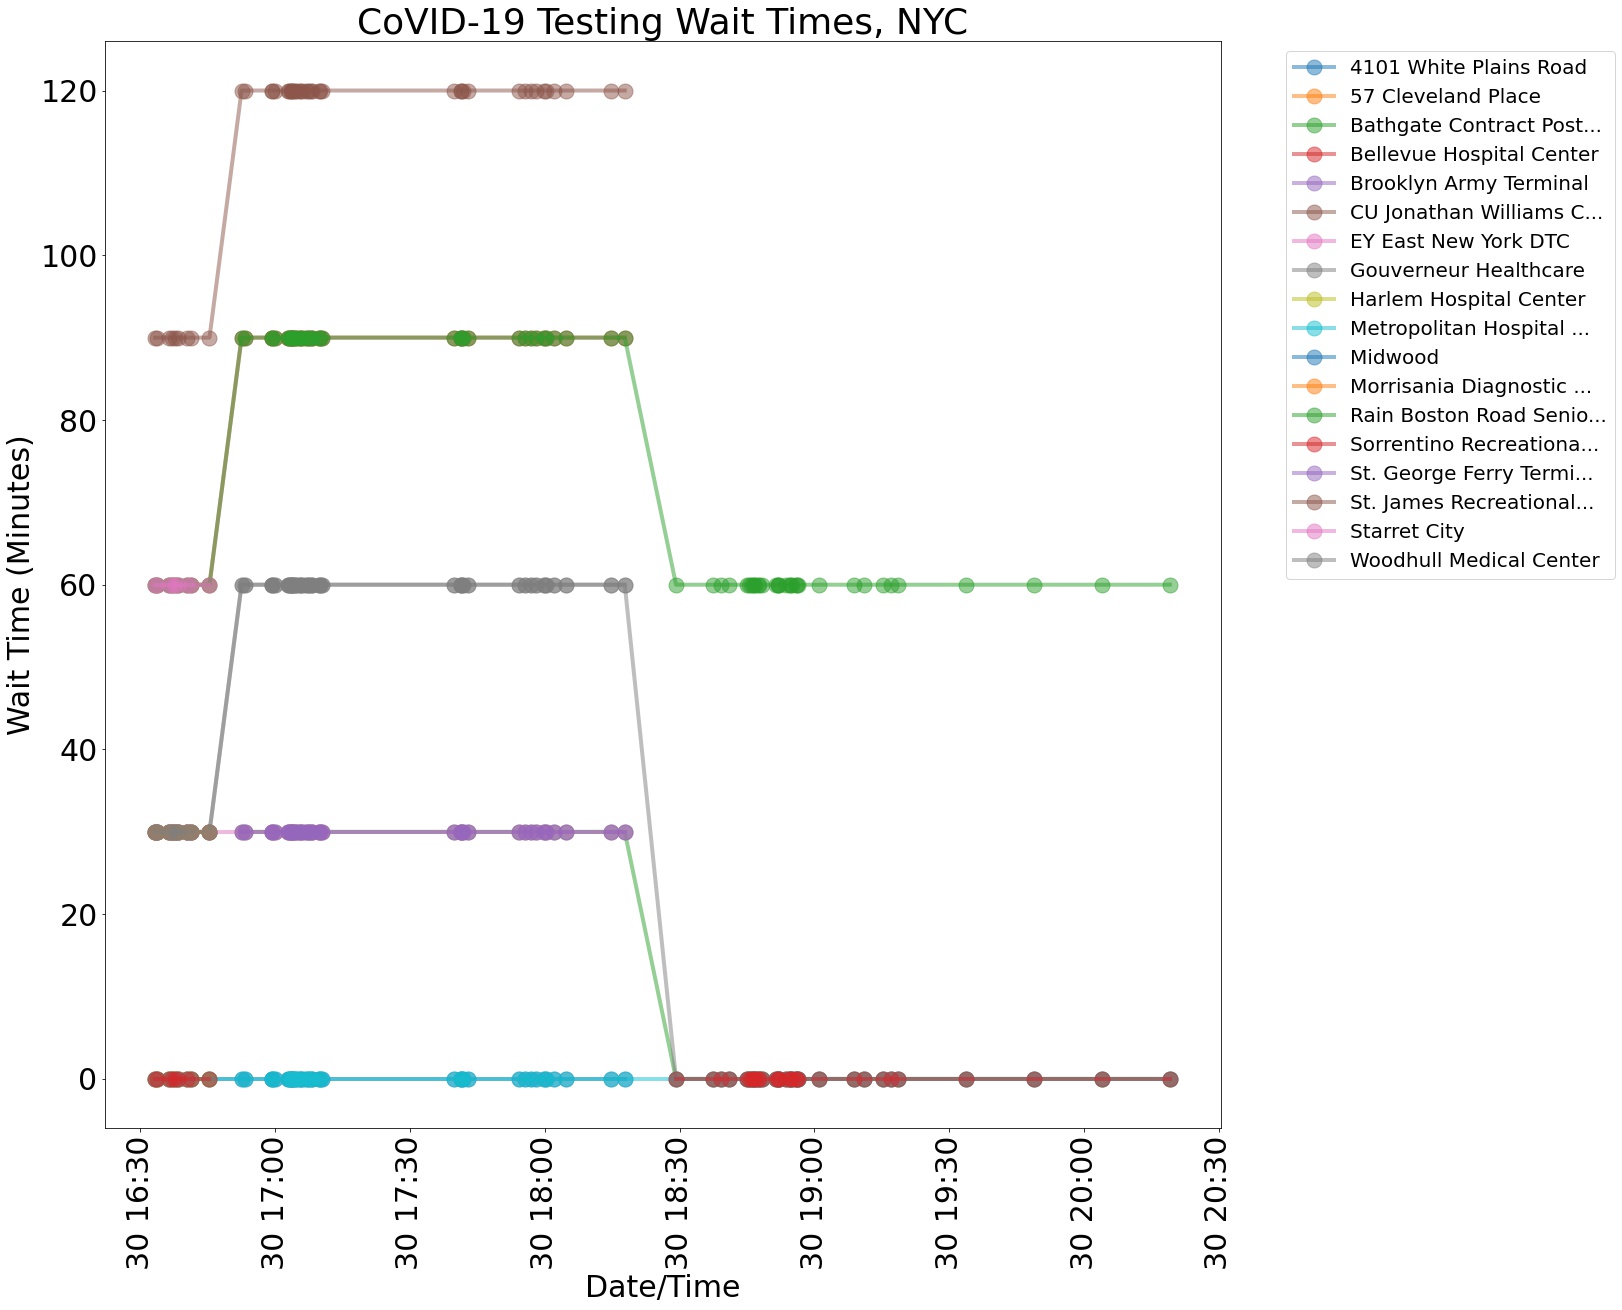 CoVID-19 Testing Wait Times, NYC
120
100
80
60
40
20
0
Wait Time (Minutes)
30 16:30
30 17:00
30 17:30
30 18:00
30 18:30
30 19:00
30 19:30
30 20:00
30 20:30
Date/Time
4101 White Plains Road
57 Cleveland Place
Bathgate Contract Post...
Bellevue Hospital Center
Brooklyn Army Terminal
CU Jonathan Williams C...
EY East New York DTC
Gouverneur Healthcare
Harlem Hospital Center
Metropolitan Hospital ...
Midwood
Morrisania Diagnostic ...
Rain Boston Road Senio...
Sorrentino Recreationa...
St. George Ferry Termi...
St. James Recreational...
Starret City
Woodhull Medical Center